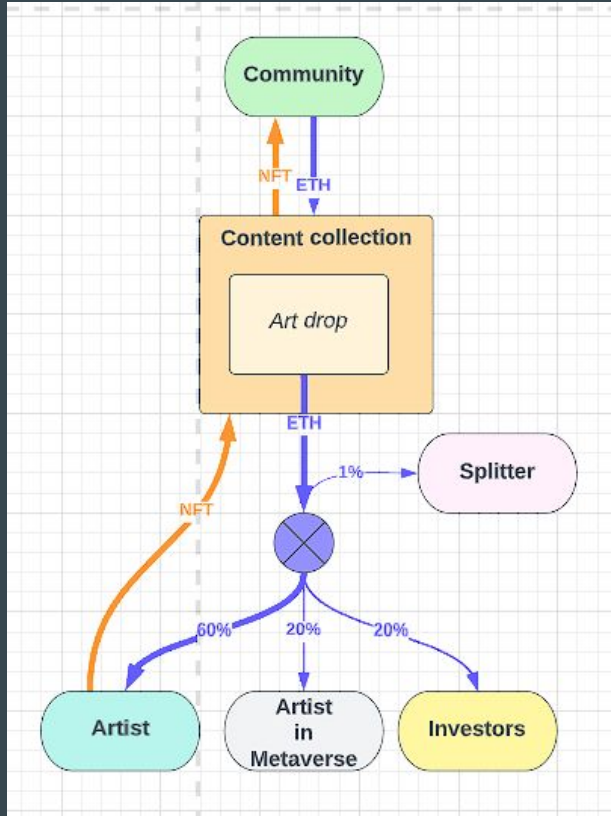 Community
NFT
ETH
Content collection
Art drop
ETH
1%
Splitter
NFT
60%
20%
20%
Artist
Artist
in
Metaverse
Investors